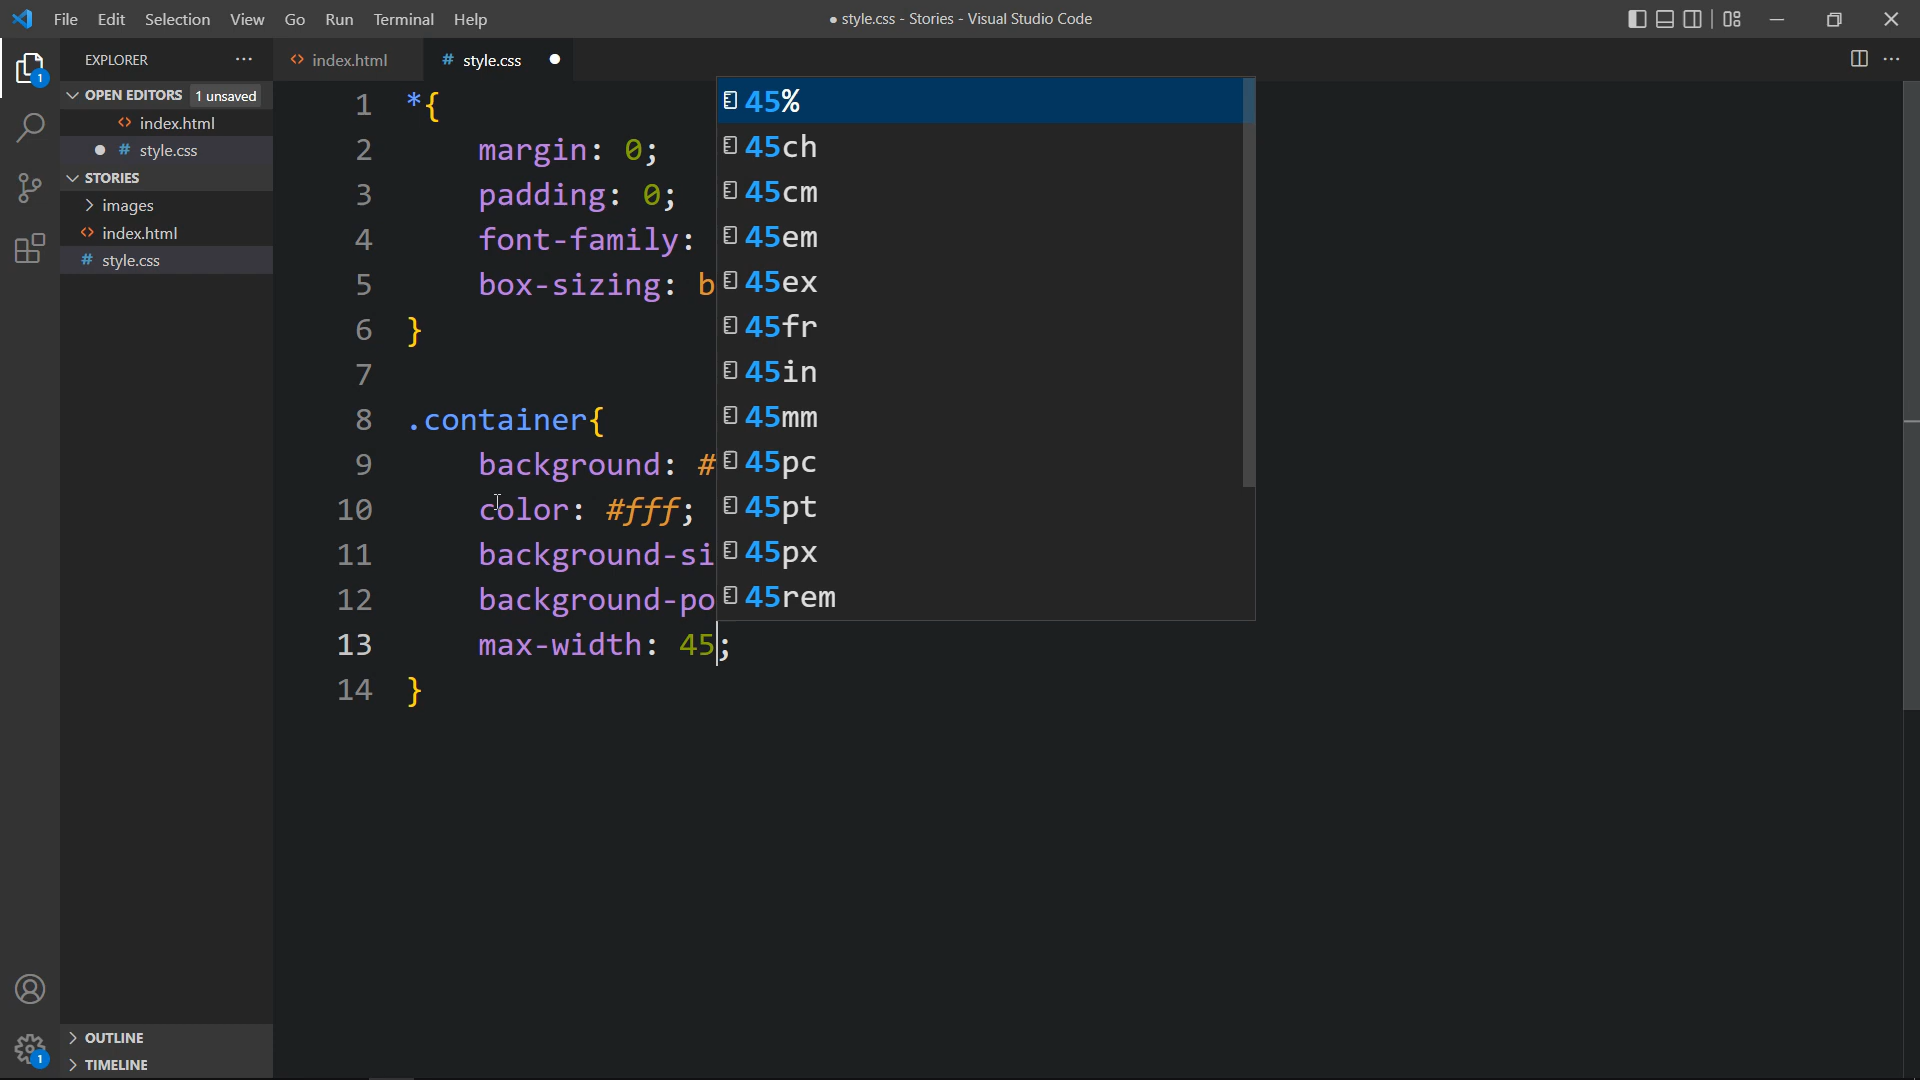 File Edit Selection View Go Run Terminal Help
● style.css - Stories - Visual Studio Code
EXPLORER ···
index.html
# style.css ●
OPEN EDITORS 1 unsaved
index.html
● # style.css
STORIES
images
index.html
# style.css
1 *{
2 margin: 0;
3 padding: 0;
4 font-family:
5 box-sizing: b
6 }
7
8 .container{
9 background: #
10 color: #fff;
11 background-si
12 background-po
13 max-width: 45;
14 }
45%
45ch
45cm
45em
45ex
45fr
45in
45mm
45pc
45pt
45px
45rem
1
1
OUTLINE
TIMELINE